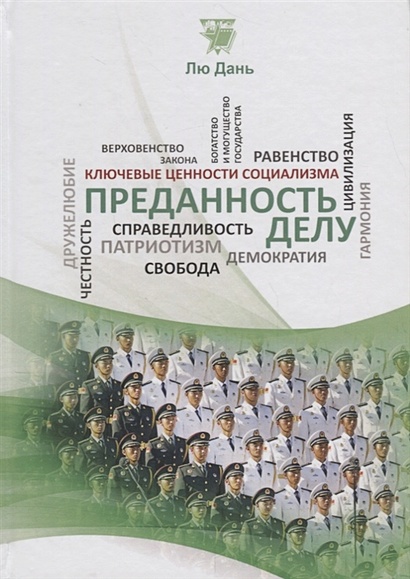 Лю Дань
ВЕРХОВЕНСТВО
ЗАКОНА
БОГАТСТВО
И МОГУЩЕСТВО
ГОСУДАРСТВА
РАВЕНСТВО
ЦИВИЛИЗАЦИЯ
КЛЮЧЕВЫЕ ЦЕННОСТИ СОЦИАЛИЗМА
ДРУЖЕЛЮБИЕ
ЧЕСТНОСТЬ
ПРЕДАННОСТЬ
ДЕЛУ
ГАРМОНИЯ
СПРАВЕДЛИВОСТЬ
ПАТРИОТИЗМ
ДЕМОКРАТИЯ
СВОБОДА